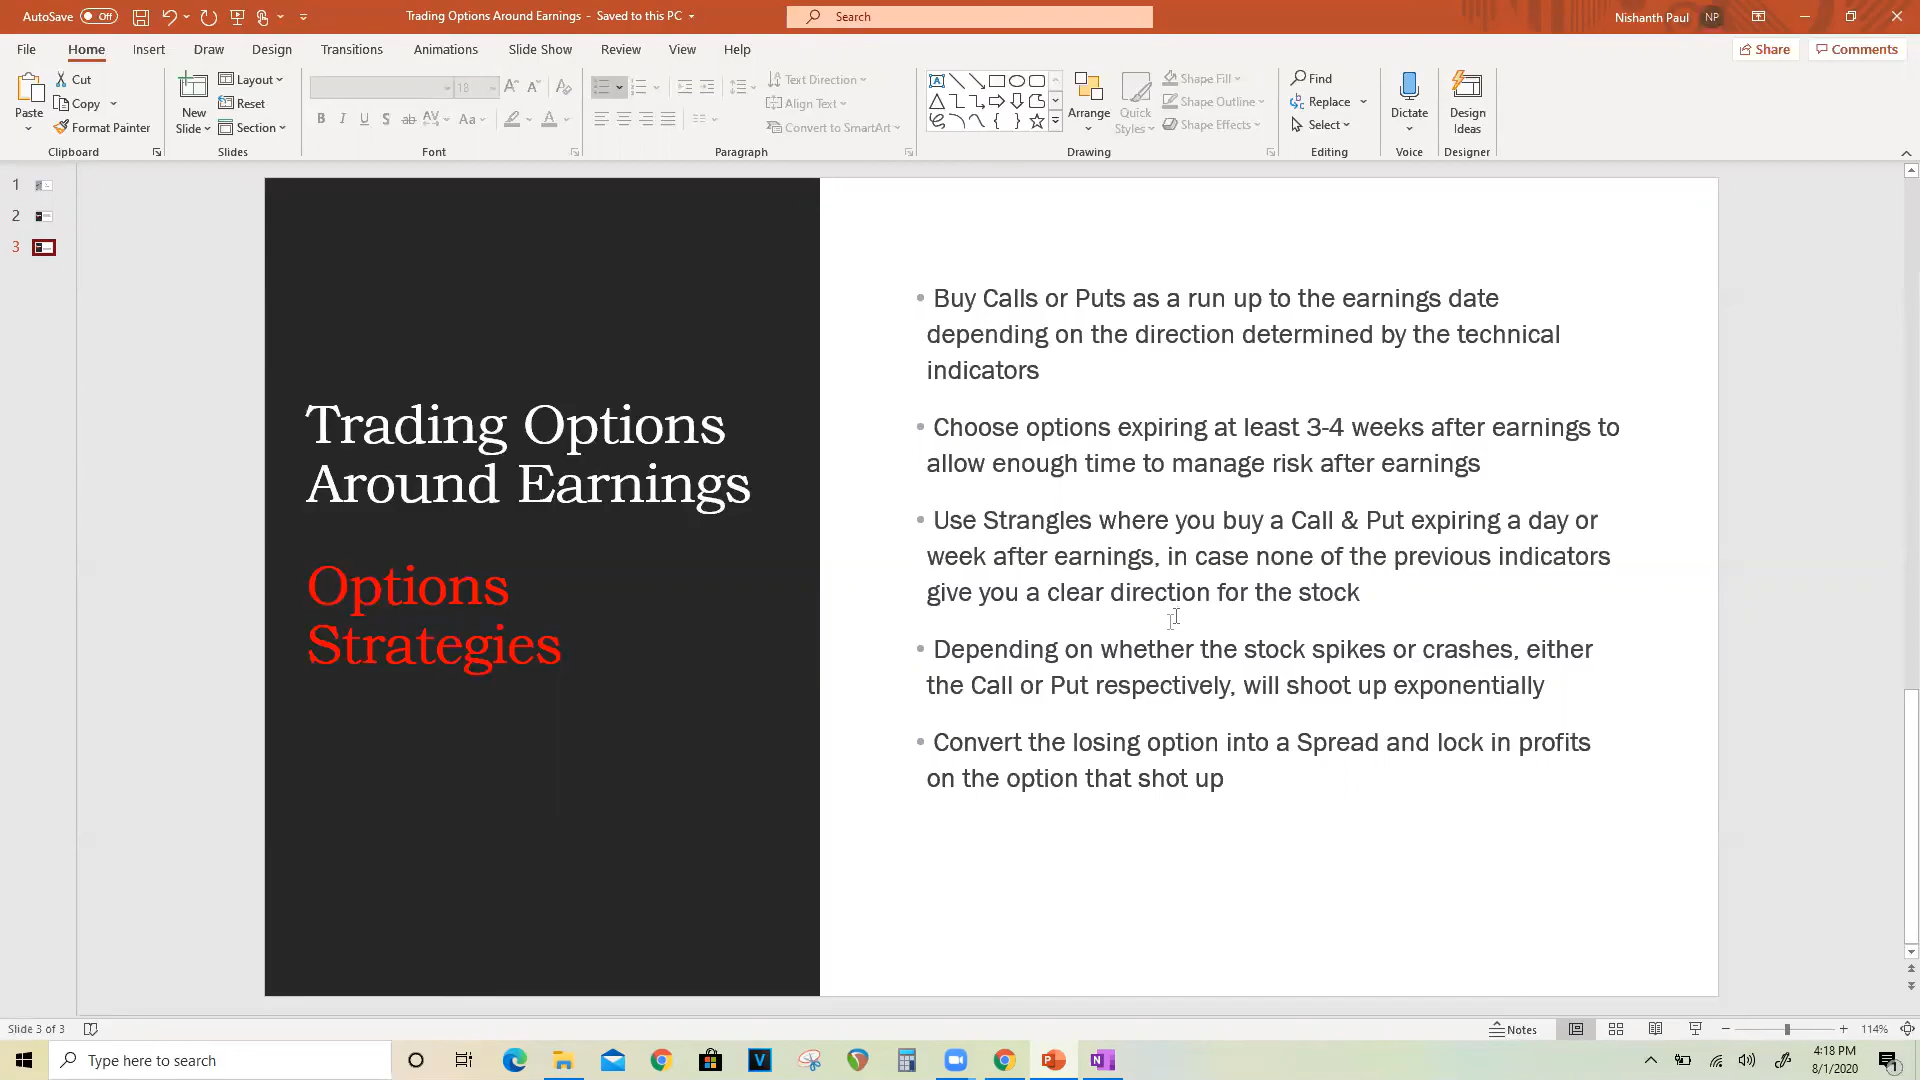 AutoSave Off
Trading Options Around Earnings - Saved to this PC
Search
Nishanth Paul NP
File Home Insert Draw Design Transitions Animations Slide Show Review View Help
Share Comments
Paste
Cut
Copy
Format Painter
Clipboard
New Slide
Layout
Reset
Section
Slides
18
B I U S ab AV Aa A
Font
Text Direction
Align Text
Convert to SmartArt
Paragraph
Arrange
Quick Styles
Shape Fill
Shape Outline
Shape Effects
Drawing
Find
Replace
Select
Editing
Dictate
Voice
Design Ideas
Designer
1
2
3
Trading Options
Around Earnings
Options
Strategies
• Buy Calls or Puts as a run up to the earnings date
depending on the direction determined by the technical
indicators
• Choose options expiring at least 3-4 weeks after earnings to
allow enough time to manage risk after earnings
• Use Strangles where you buy a Call & Put expiring a day or
week after earnings, in case none of the previous indicators
give you a clear direction for the stock
• Depending on whether the stock spikes or crashes, either
the Call or Put respectively, will shoot up exponentially
• Convert the losing option into a Spread and lock in profits
on the option that shot up
Slide 3 of 3
Notes
114%
Type here to search
4:18 PM
8/1/2020